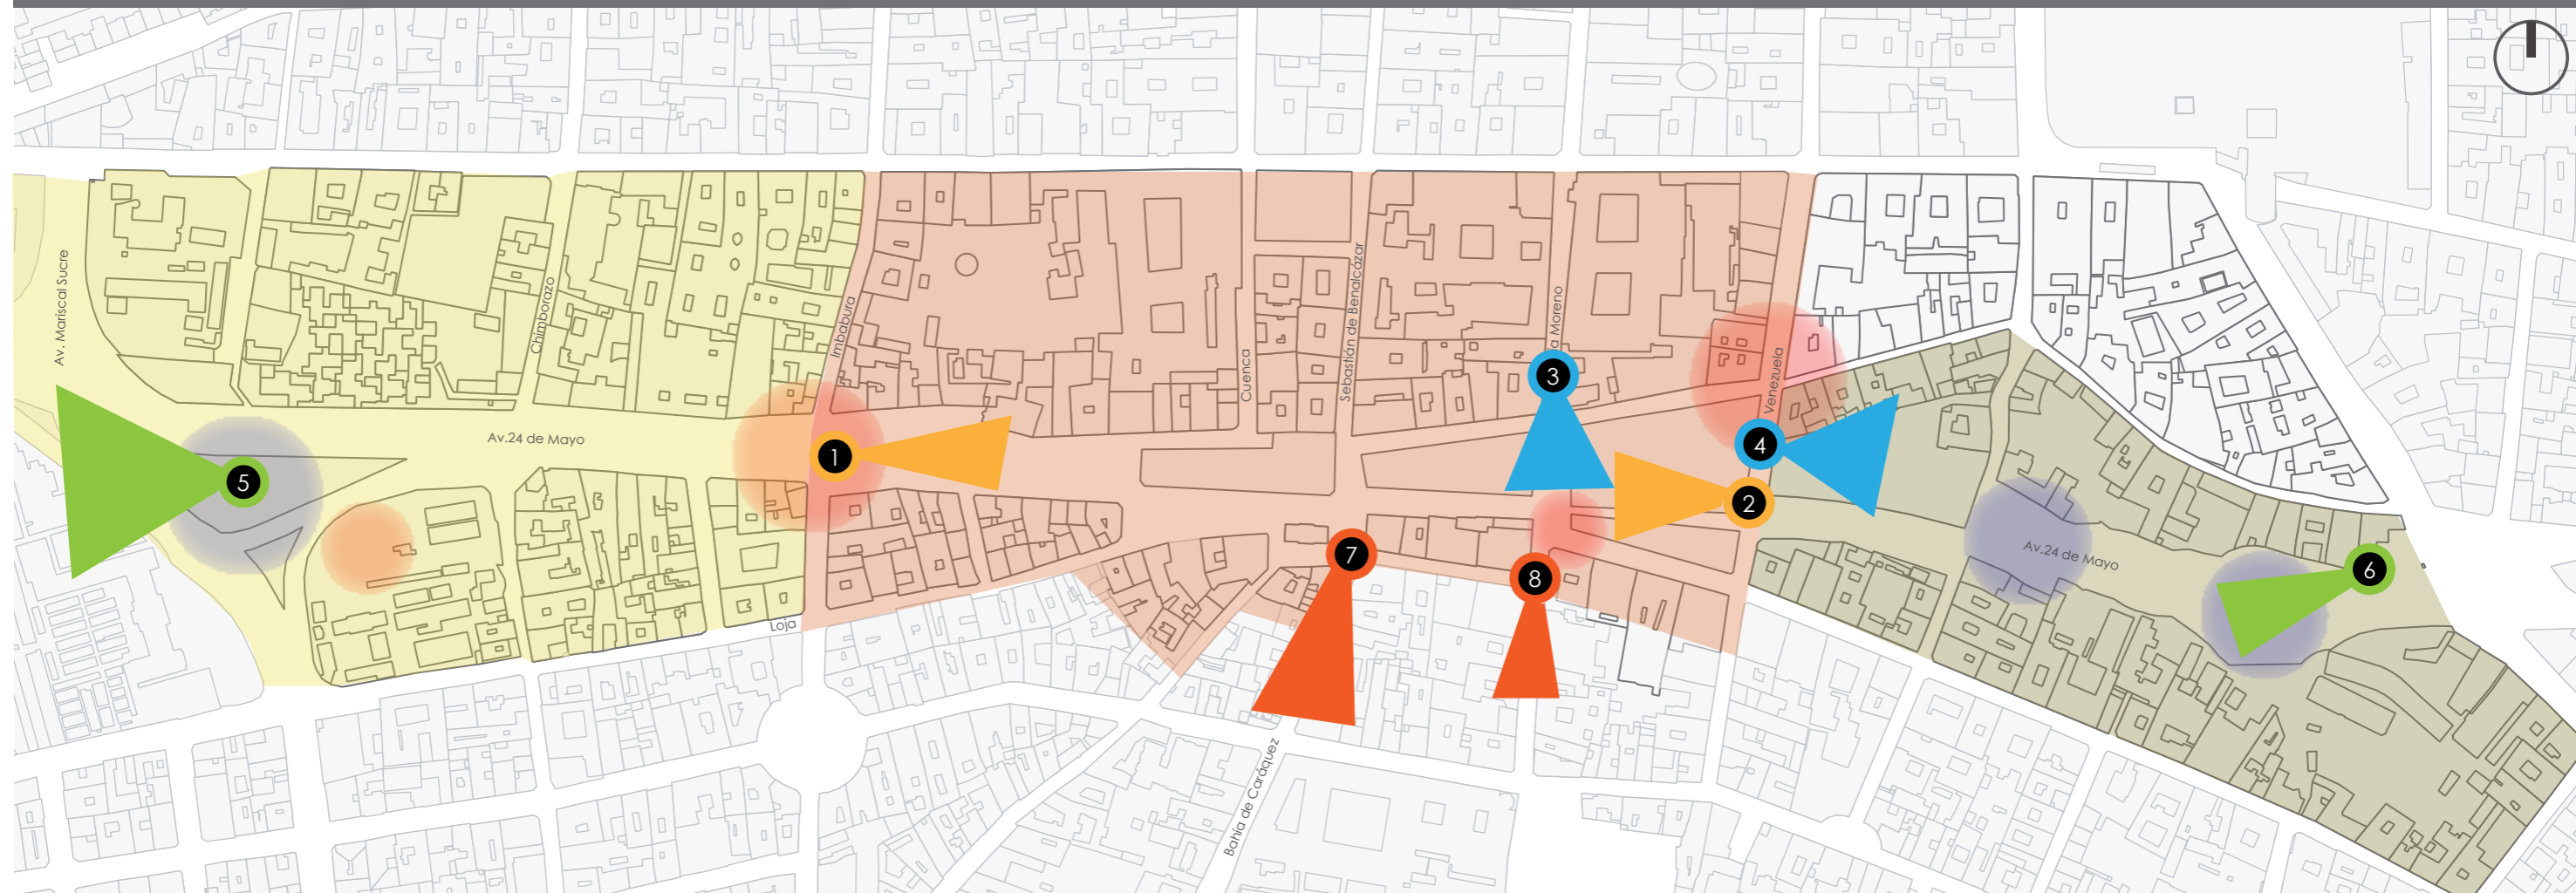 Av. Mariscal Sucre
Chimborazo
Imbabura
Cuenca
Sebastián de Benalcázar
Moreno
Venezuela
3
4
1
Av.24 de Mayo
5
2
Av.24 de Mayo
7
8
6
Loja
Bahía de Caráquez